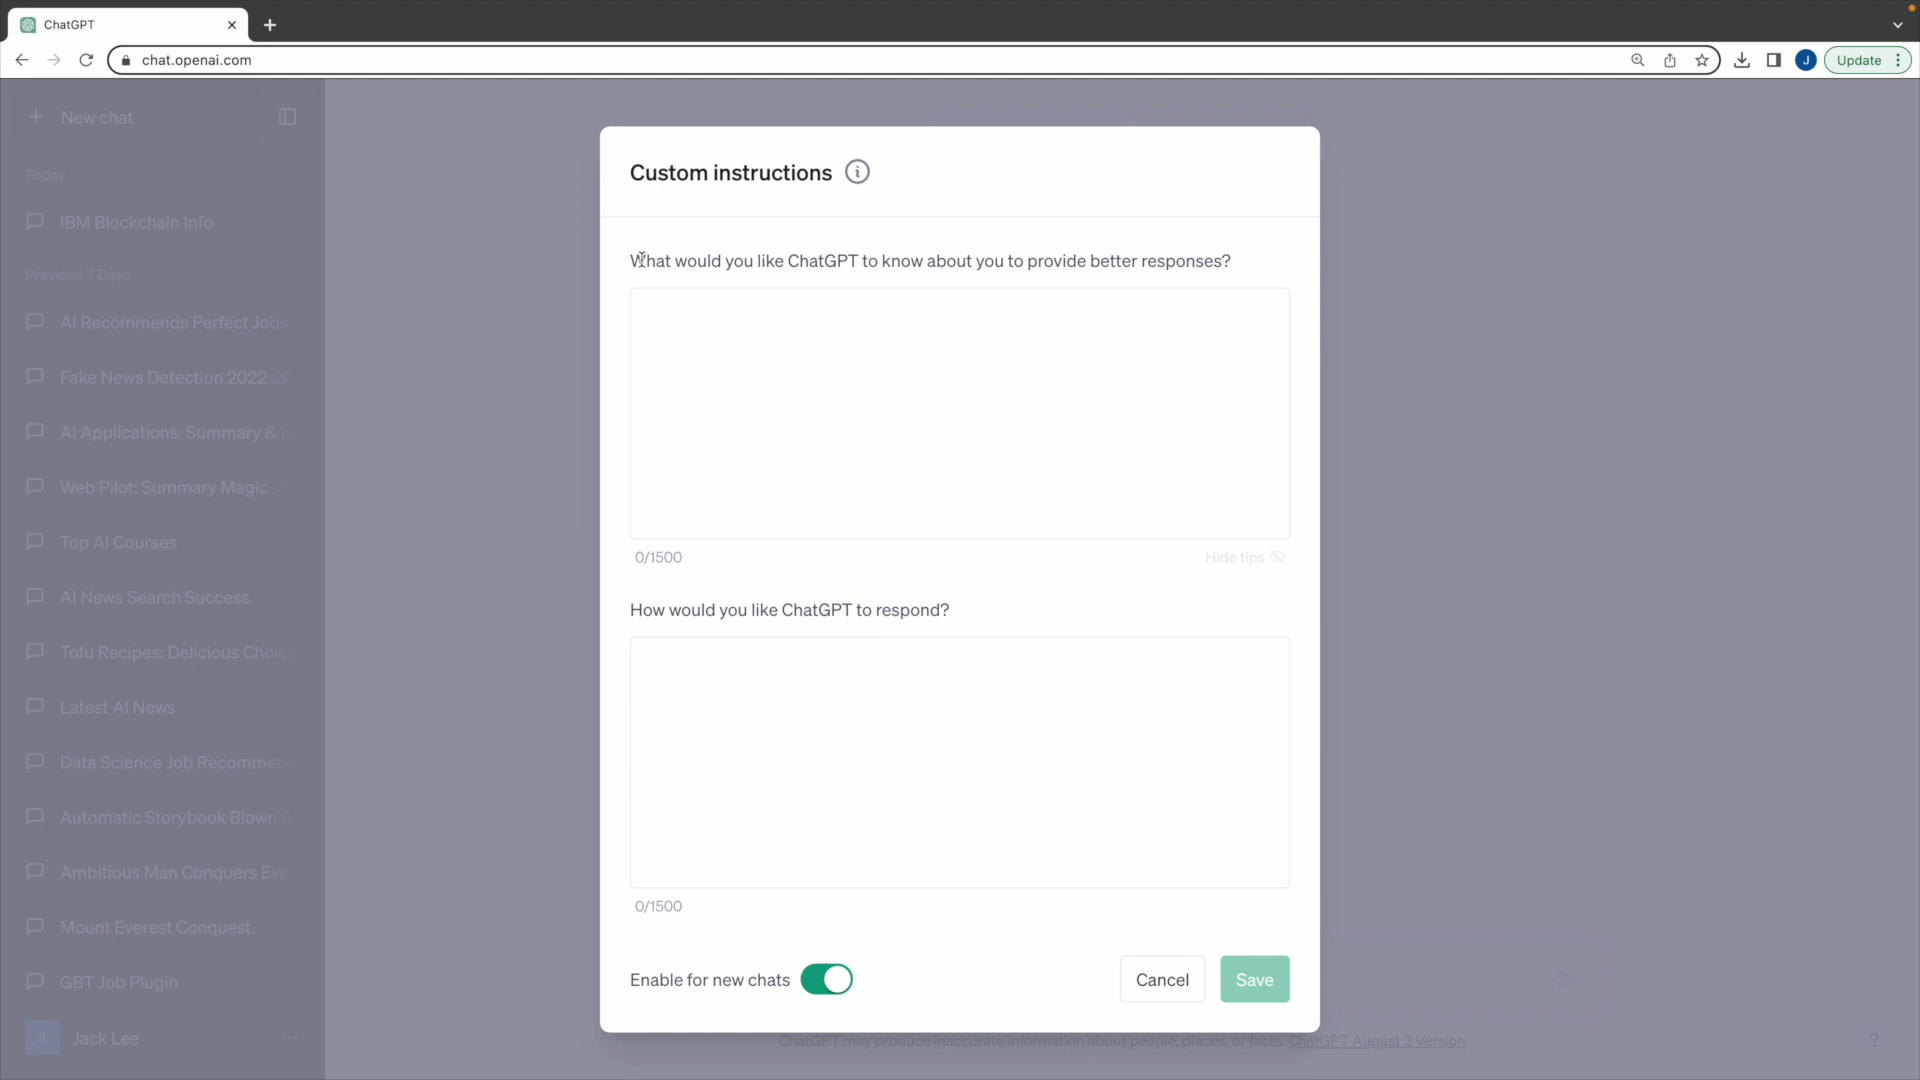 ChatGPT
chat.openai.com
J
Update
New chat
Today
IBM Blockchain Info
Previous 7 Days
AI Recommends Perfect Jobs
Fake News Detection 2022-20
AI Applications: Summary &
Web Pilot: Summary Magic
Top AI Courses
AI News Search Success.
Tofu Recipes: Delicious Choic
Latest AI News
Data Science Job Recommen
Automatic Storybook Blown A
Ambitious Man Conquers Eve
Mount Everest Conquest.
GBT Job Plugin
JL
Jack Lee
Custom instructions
What would you like ChatGPT to know about you to provide better responses?
0/1500
Hide tips
How would you like ChatGPT to respond?
0/1500
Enable for new chats
Cancel
Save
ChatGPT may produce inaccurate information about people, places, or facts. ChatGPT August 3 Version
?